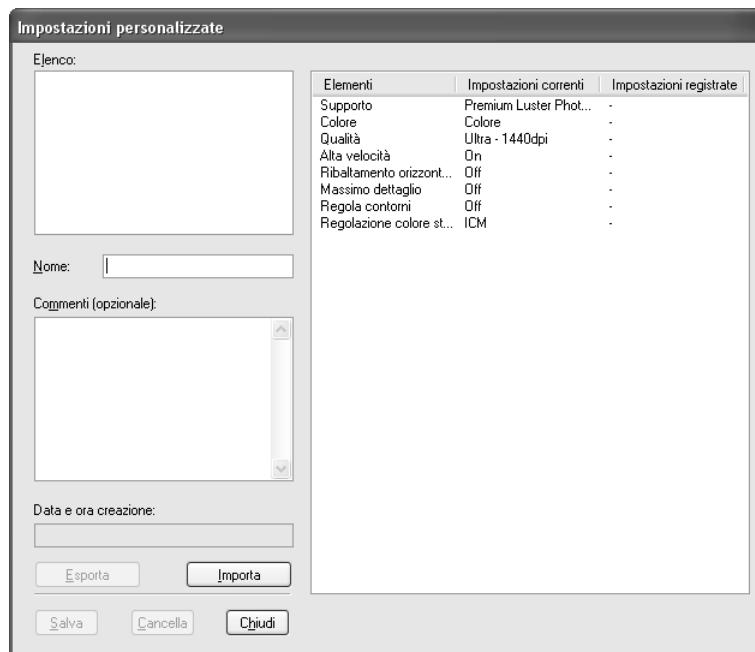 Impostazioni personalizzate
Elenco:
Nome:
Commenti (opzionale):
Data e ora creazione:
Esporta Importa
Salva Cancella Chiudi
Elementi Impostazioni correnti Impostazioni registrate
Supporto Premium Luster Phot... -
Colore Colore -
Qualità Ultra - 1440dpi -
Alta velocità On -
Ribaltamento orizzont... Off -
Massimo dettaglio Off -
Regola contorni Off -
Regolazione colore st... ICM -